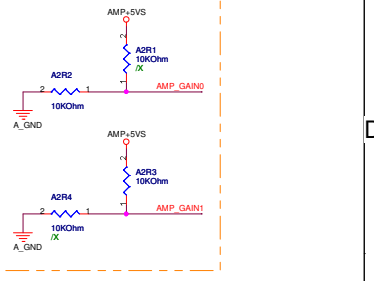 AMP+5VS
2
A2R1
10KOhm
/X
1
A2R2
2
1
AMP_GAIN0
10KOhm
A_GND
AMP+5VS
2
A2R3
10KOhm
1
A2R4
2
1
AMP_GAIN1
10KOhm
/X
A_GND